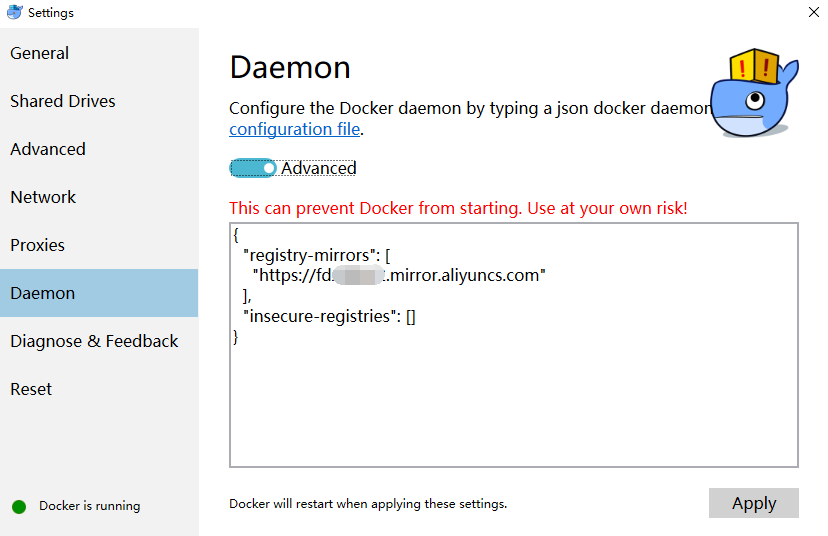 Settings
General
Shared Drives
Advanced
Network
Proxies
Daemon
Diagnose & Feedback
Reset
Docker is running
Daemon
Configure the Docker daemon by typing a json docker daemon
configuration file.
Advanced
This can prevent Docker from starting. Use at your own risk!
{
"registry-mirrors": [
"https://fd .mirror.aliyuncs.com"
],
"insecure-registries": []
}
Docker will restart when applying these settings.
Apply